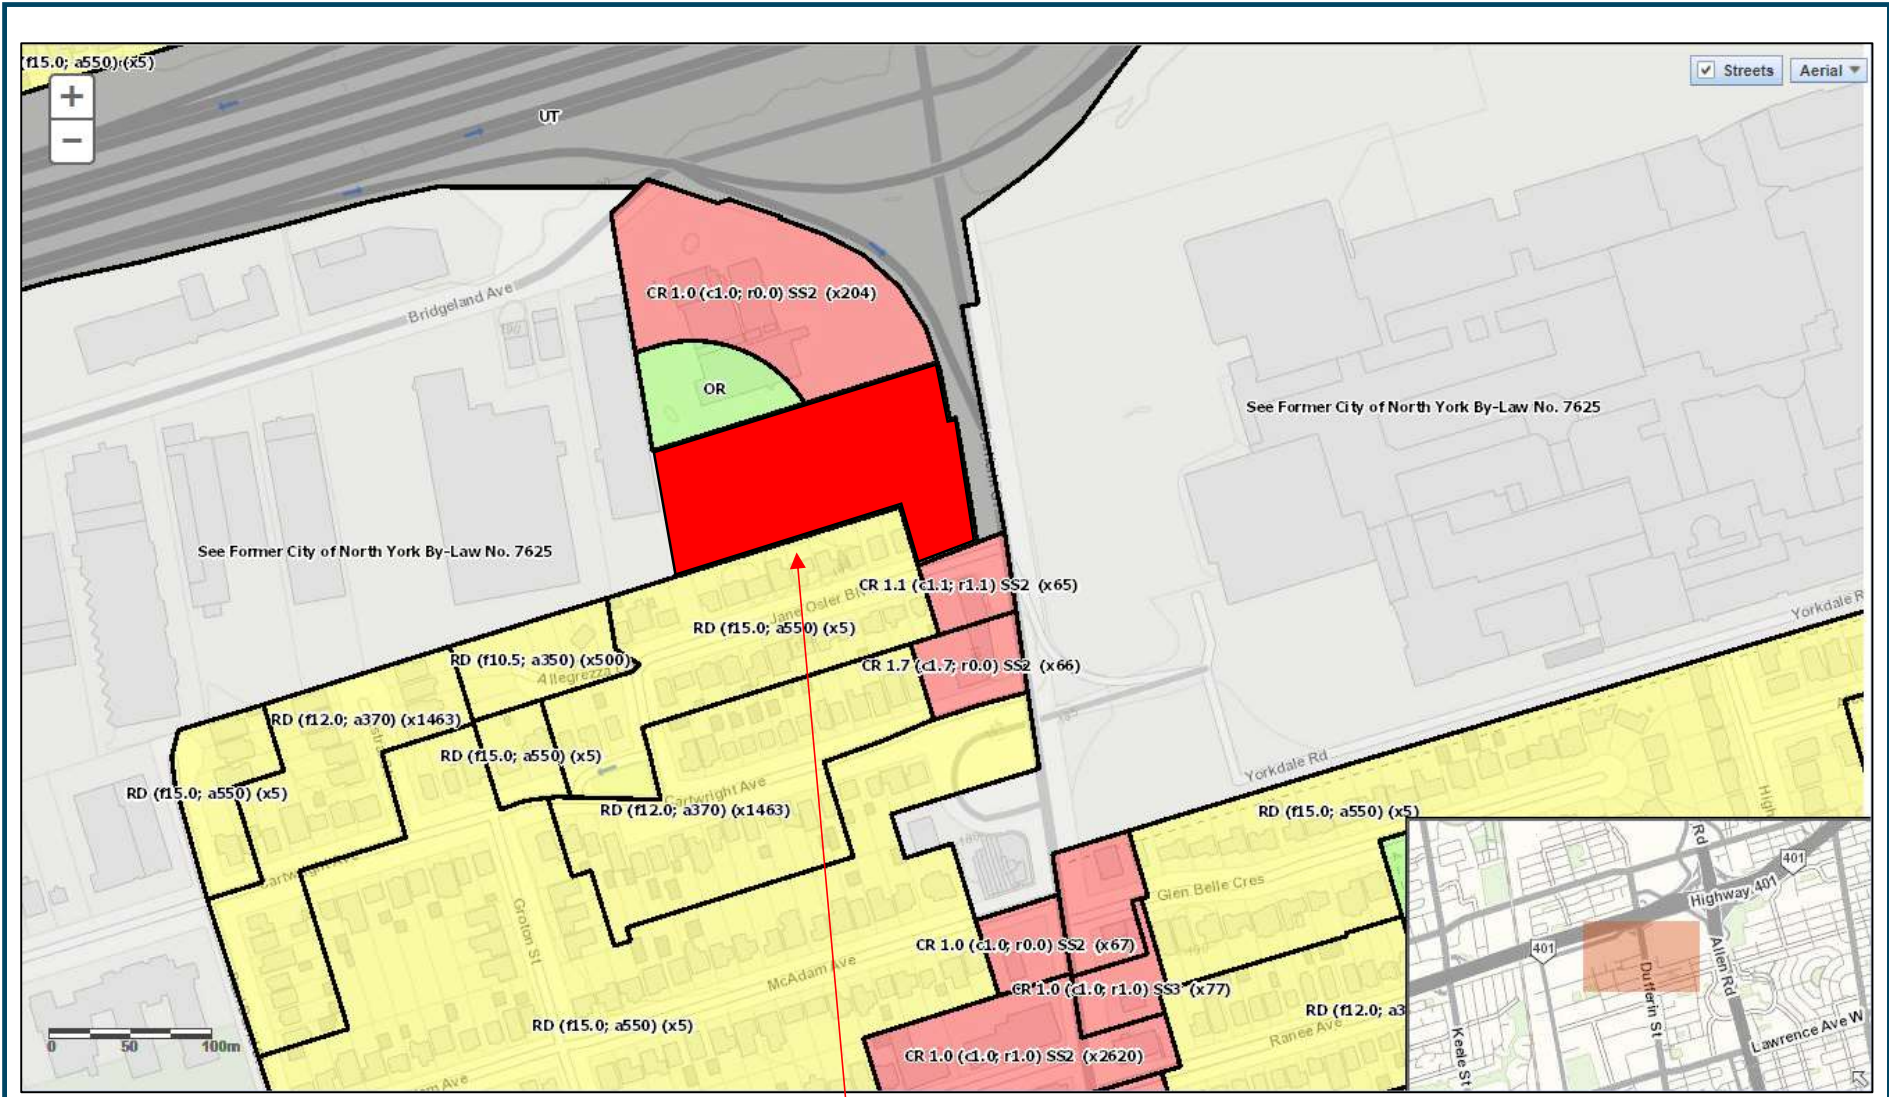 (f15.0; a550) (x5)
+
−
Streets
Aerial
UT
Bridgeland Ave
CR 1.0 (c1.0; r0.0) SS2 (x204)
OR
See Former City of North York By-Law No. 7625
See Former City of North York By-Law No. 7625
CR 1.1 (c1.1; r1.1) SS2 (x65)
Jane Osler Blv
RD (f15.0; a550) (x5)
Yorkdale R
RD (f10.5; a350) (x500)
Allegrezza
CR 1.7 (c1.7; r0.0) SS2 (x66)
RD (f12.0; a370) (x1463)
RD (f15.0; a550) (x5)
Yorkdale Rd
RD (f15.0; a550) (x5)
Cartwright Ave
RD (f12.0; a370) (x1463)
RD (f15.0; a550) (x5)
High
Glen Belle Cres
Groton St
CR 1.0 (c1.0; r0.0) SS2 (x67)
McAdam Ave
CR 1.0 (c1.0; r1.0) SS3 (x77)
RD (f12.0; a3
RD (f15.0; a550) (x5)
Ranee Ave
CR 1.0 (c1.0; r1.0) SS2 (x2620)
0 50 100m
Rd
401
Highway 401
401
Allen Rd
Dufferin St
Keele St
Lawrence Ave W